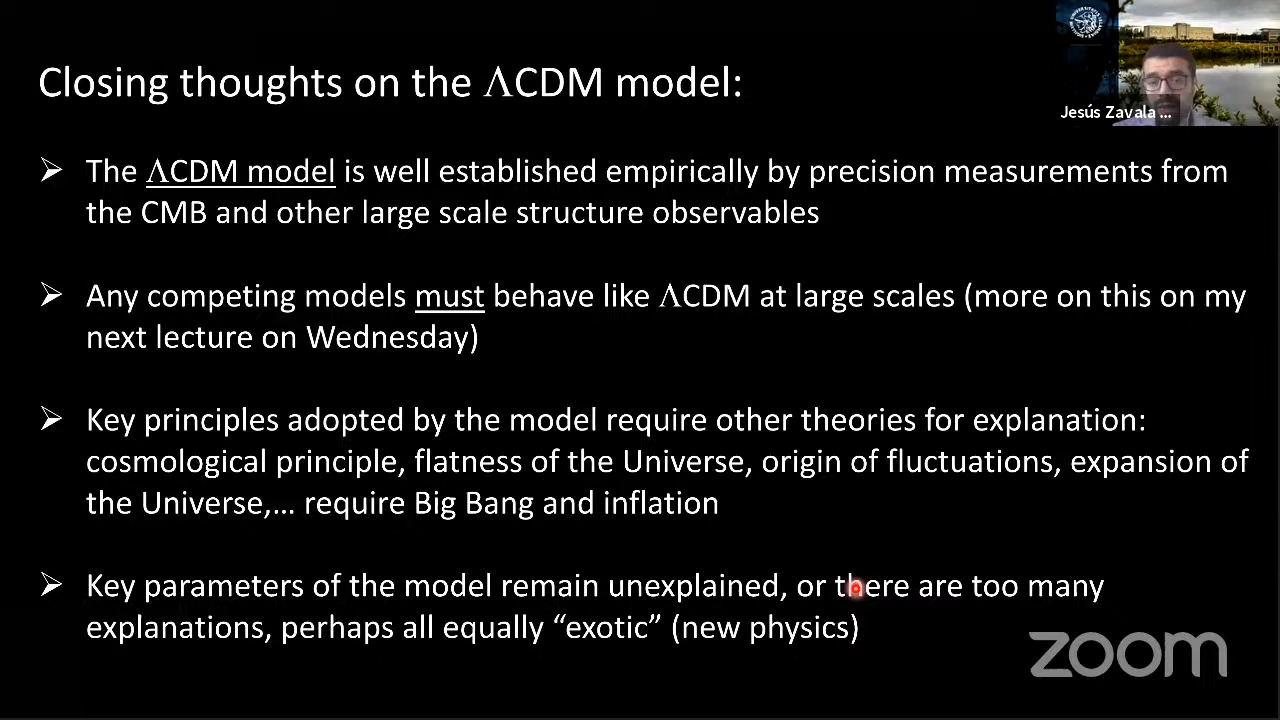 Closing thoughts on the ΛCDM model:
Jesús Zavala ...
➢ The ΛCDM model is well established empirically by precision measurements from
the CMB and other large scale structure observables
➢ Any competing models must behave like ΛCDM at large scales (more on this on my
next lecture on Wednesday)
➢ Key principles adopted by the model require other theories for explanation:
cosmological principle, flatness of the Universe, origin of fluctuations, expansion of
the Universe,... require Big Bang and inflation
➢ Key parameters of the model remain unexplained, or there are too many
explanations, perhaps all equally “exotic” (new physics)
zoom